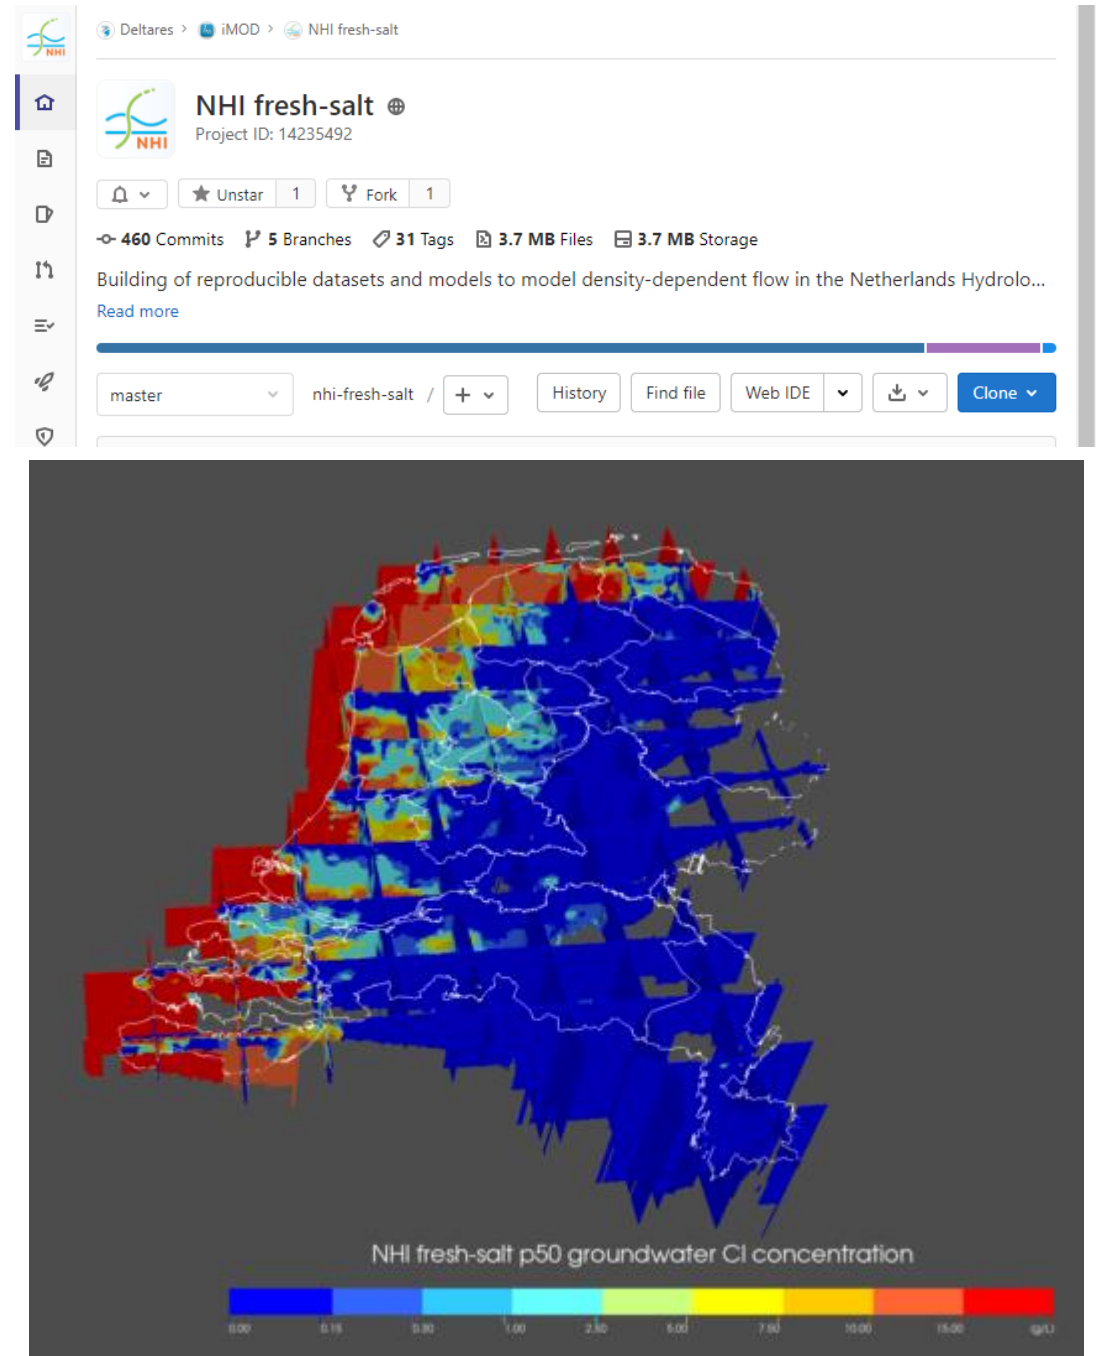 Deltares > iMOD > NHI fresh-salt
NHI
NHI fresh-salt
Project ID: 14235492
NHI
Unstar 1 Fork 1
460 Commits 5 Branches 31 Tags 3.7 MB Files 3.7 MB Storage
Building of reproducible datasets and models to model density-dependent flow in the Netherlands Hydrolo...
Read more
master nhi-fresh-salt / + History Find file Web IDE Clone
NHI fresh-salt p50 groundwater Cl concentration
0.00 0.15 0.30 1.00 2.50 5.00 7.50 10.00 15.00 (g/L)